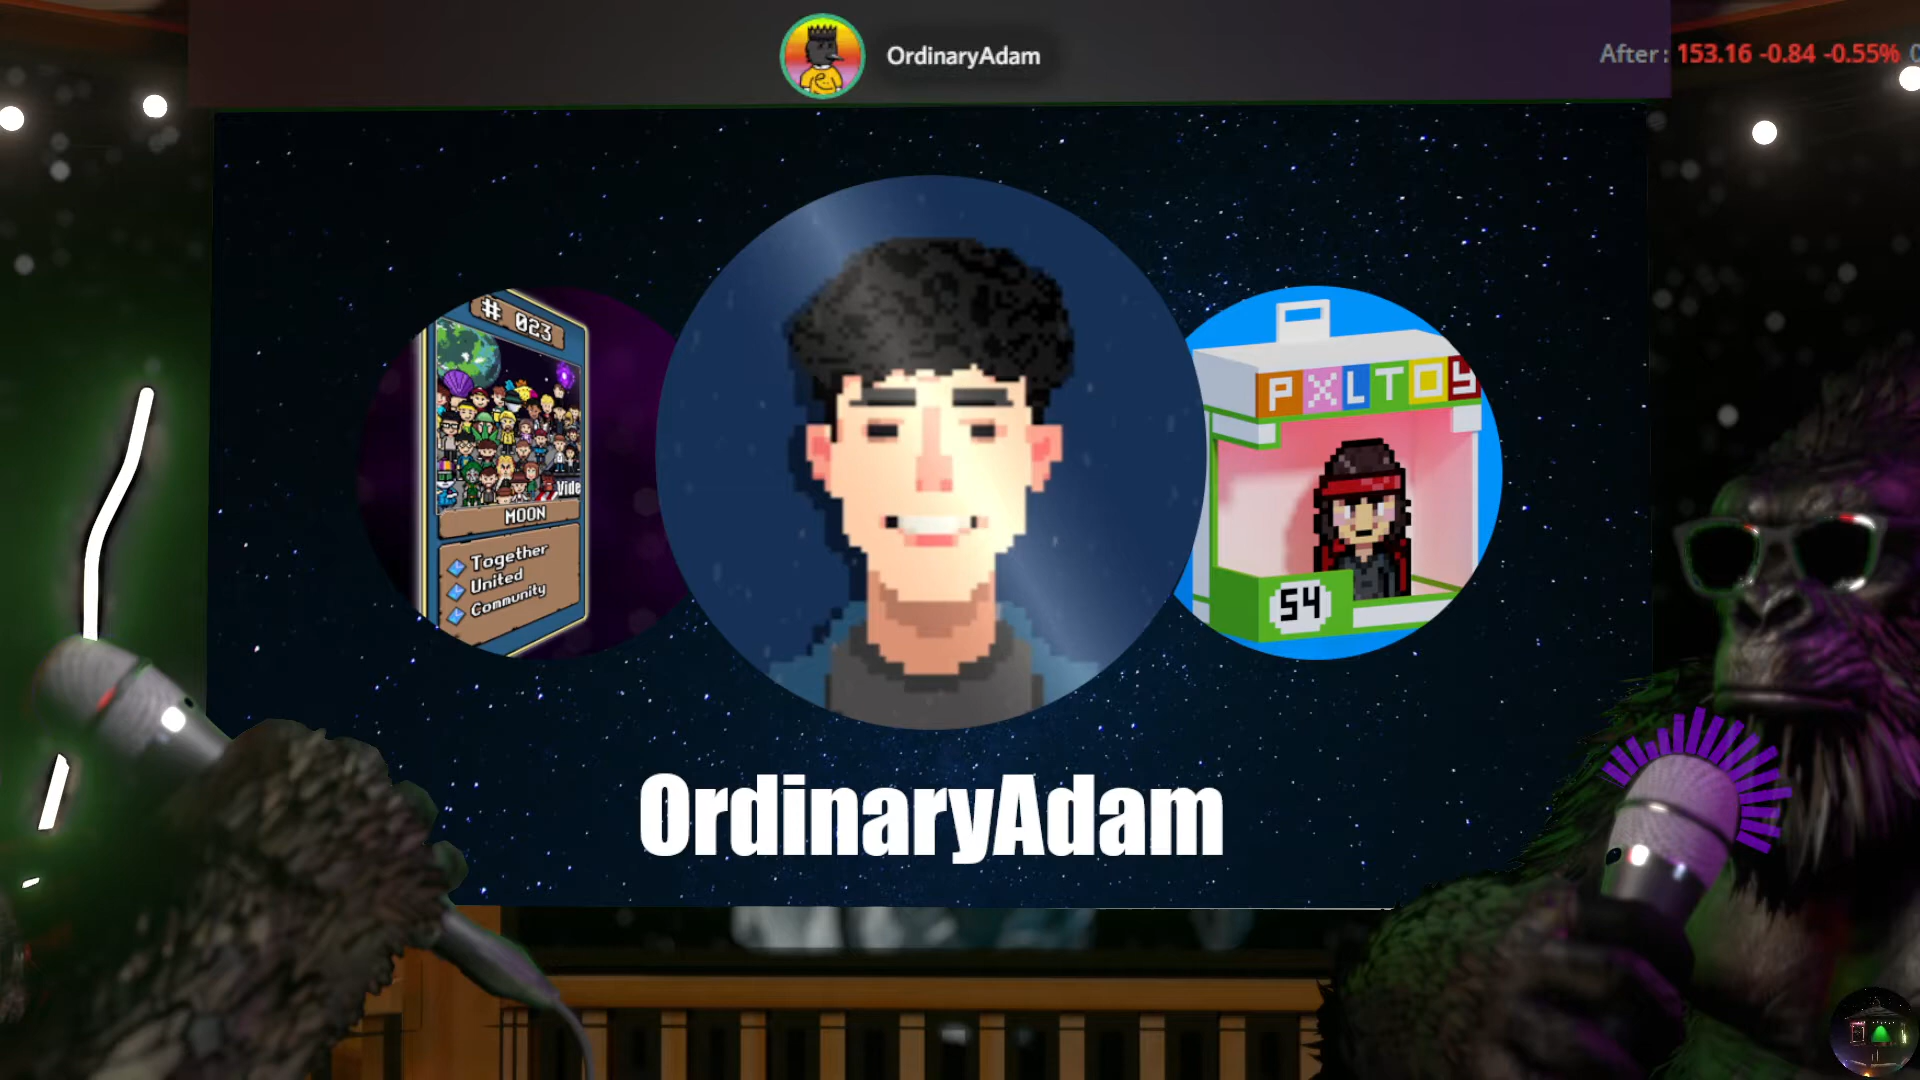 OrdinaryAdam
After: 153.16 -0.84 -0.55%
# 023
Vide
MOON
Together
United
Community
PXLTOY
54
OrdinaryAdam